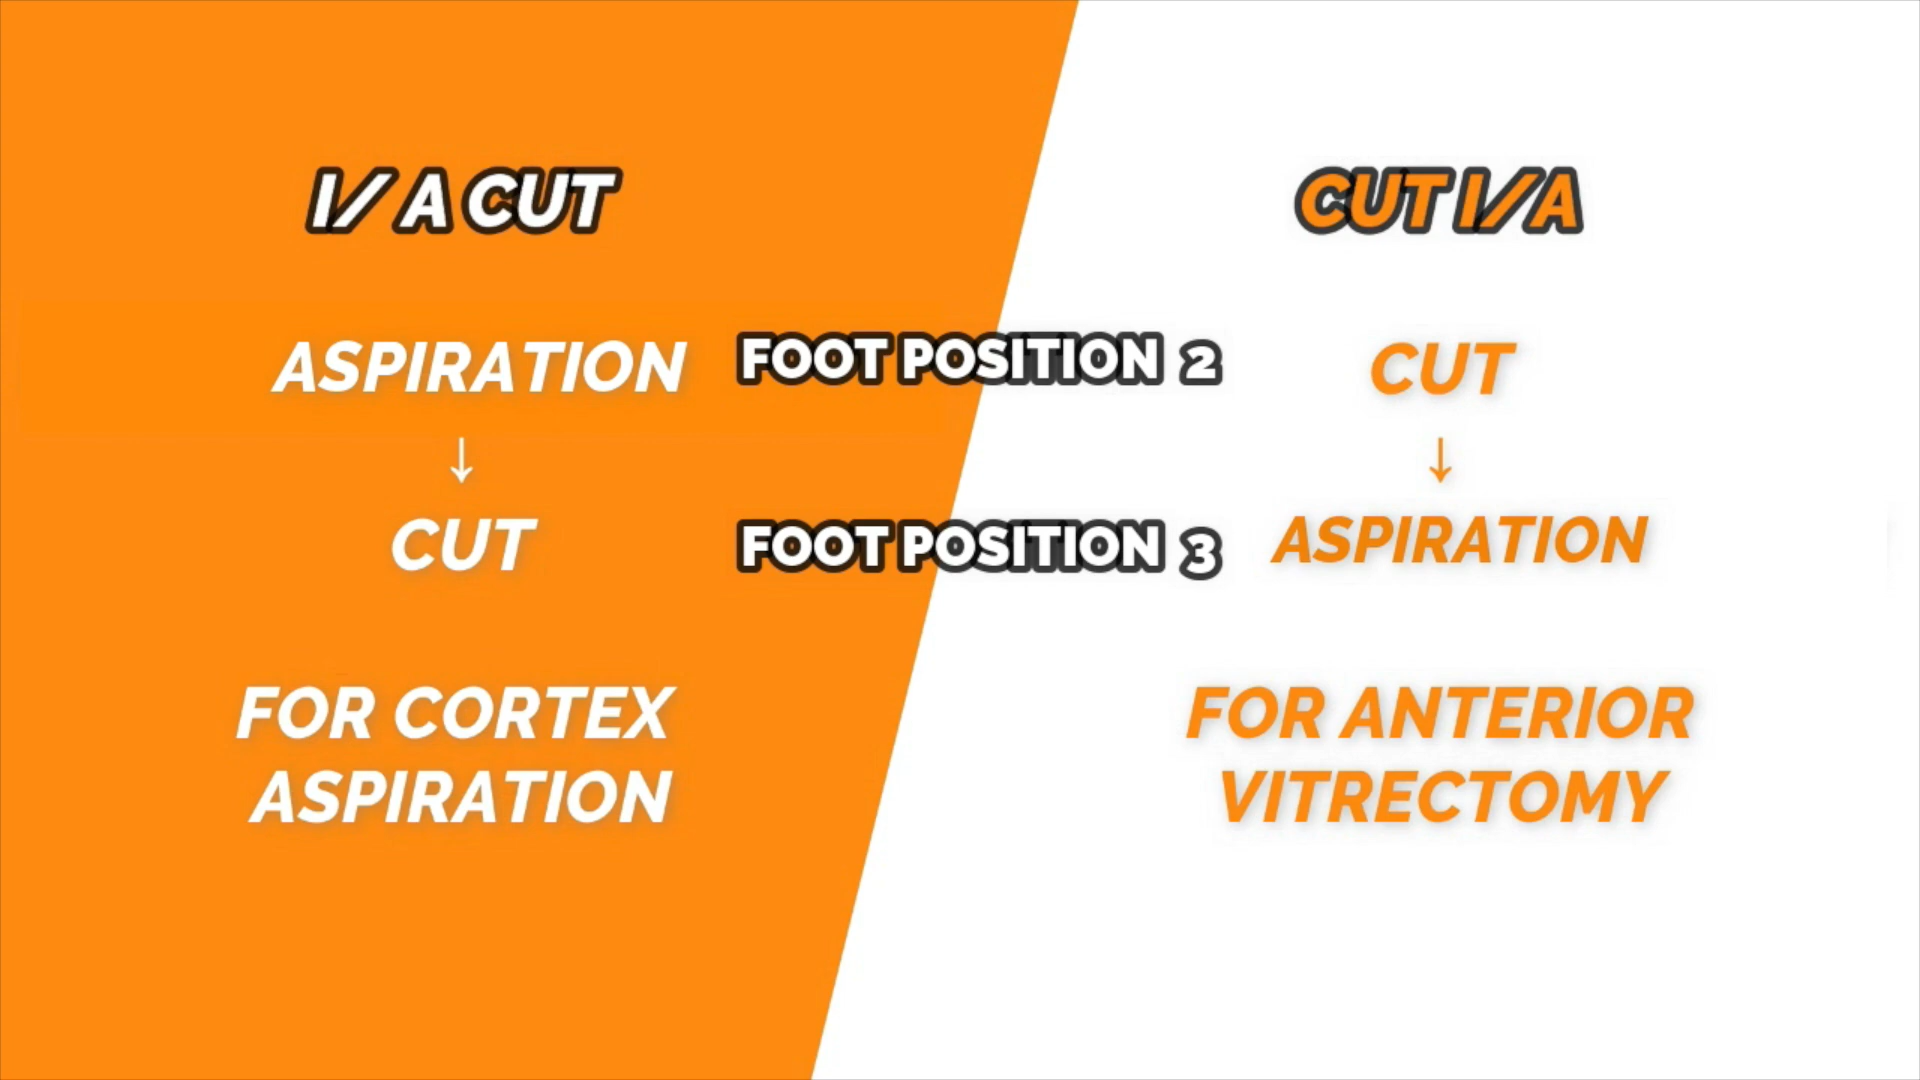 I/ A CUT
CUT I/A
ASPIRATION FOOT POSITION 2 CUT
↓ ↓
CUT FOOT POSITION 3 ASPIRATION
FOR CORTEX
ASPIRATION
FOR ANTERIOR
VITRECTOMY